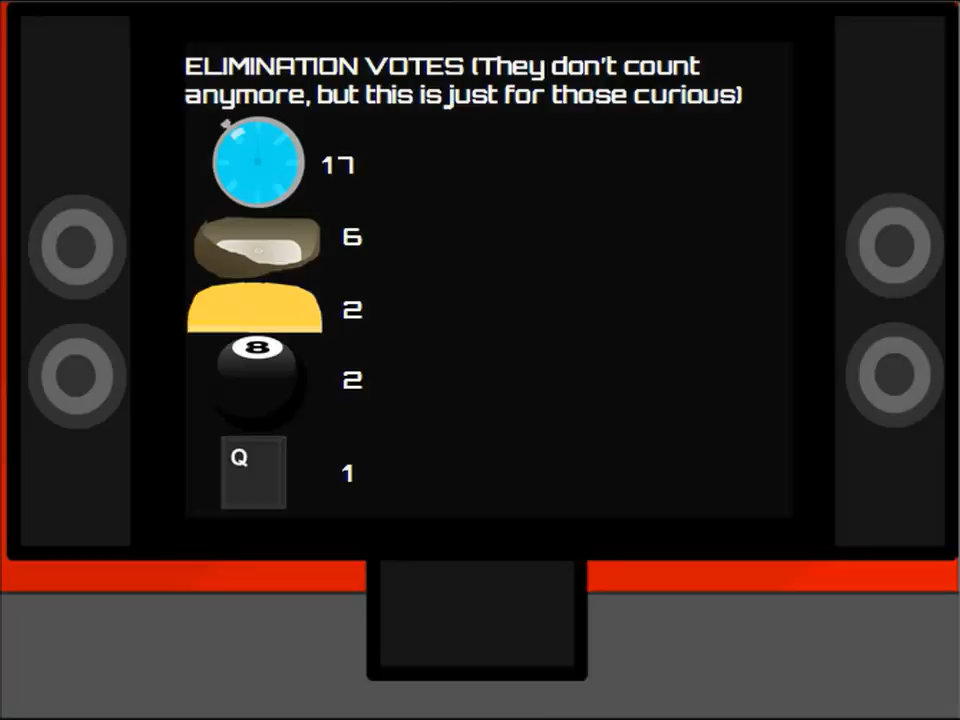 ELIMINATION VOTES (They don't count
anymore, but this is just for those curious)
17
6
2
8
2
Q
1